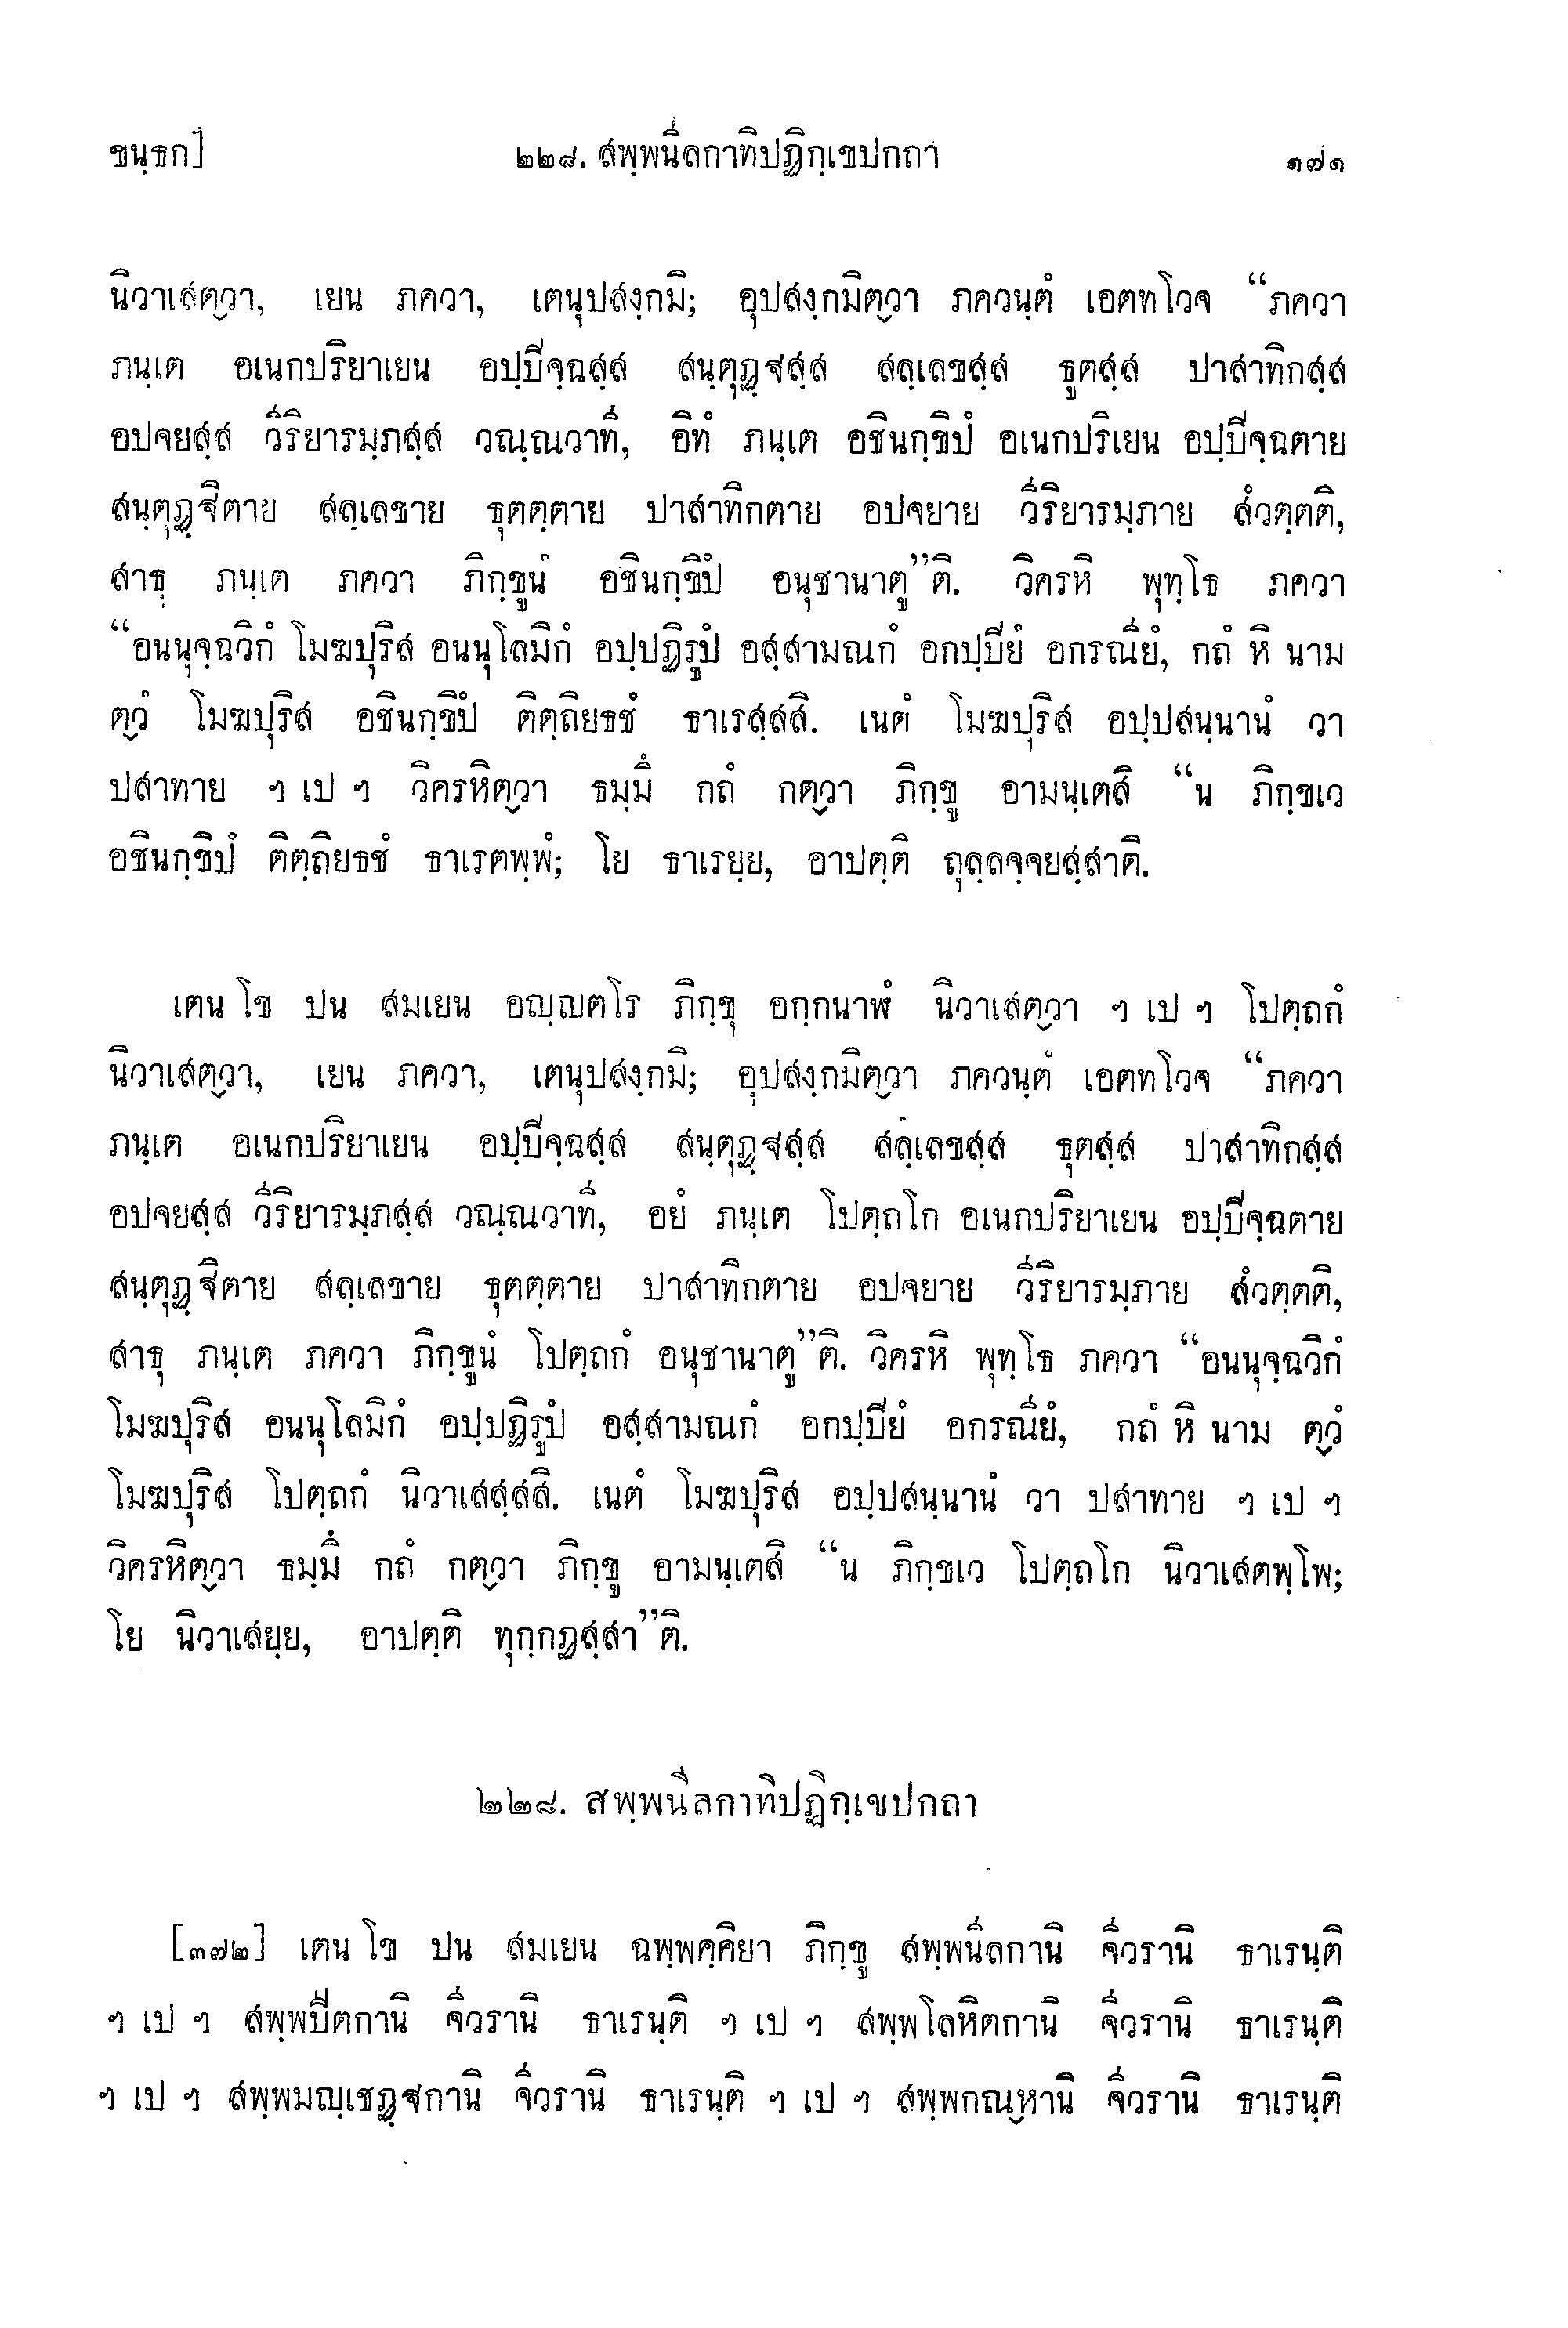 ขนฺธก]
๒๒๘. สพฺพนีลกาทิปฏิกฺเขปกถา
๑๗๑
นิวาเสตฺวา, เยน ภควา, เตนุปสงฺกมิ; อุปสงฺกมิตฺวา ภควนฺตํ เอตทโวจ “ภควา
ภนฺเต อเนกปริยาเยน อปฺปิจฺฉสฺส สนฺตุฏฺฐสฺส สลฺเลขสฺส ธูตสฺส ปาสาทิกสฺส
อปจยสฺส วีริยารมฺภสฺส วณฺณวาที, อิทํ ภนฺเต อชินกฺขิปํ อเนกปริเยน อปฺปิจฺฉตาย
สนฺตุฏฺฐิตาย สลฺเลขาย ธุตตฺตาย ปาสาทิกตาย อปจยาย วีริยารมฺภาย สํวตฺตติ,
สาธุ ภนฺเต ภควา ภิกฺขูนํ อชินกฺขิปํ อนุชานาตู”ติ. วิครหิ พุทฺโธ ภควา
“อนนุจฺฉวิกํ โมฆปุริส อนนุโลมิกํ อปฺปฏิรูปํ อสฺสามณกํ อกปฺปิยํ อกรณียํ, กถํ หิ นาม
ตฺวํ โมฆปุริส อชินกฺขิปํ ติตฺถิยธชํ ธาเรสฺสสิ. เนตํ โมฆปุริส อปฺปสนฺนานํ วา
ปสาทาย ฯ เป ฯ วิครหิตฺวา ธมฺมึ กถํ กตฺวา ภิกฺขู อามนฺเตสิ “น ภิกฺขเว
อชินกฺขิปํ ติตฺถิยธชํ ธาเรตพฺพํ; โย ธาเรยฺย, อาปตฺติ ถุลฺลจฺจยสฺสาติ.
เตน โข ปน สมเยน อญฺญตโร ภิกฺขุ อกฺกนาฬํ นิวาเสตฺวา ฯ เป ฯ โปตฺถกํ
นิวาเสตฺวา, เยน ภควา, เตนุปสงฺกมิ; อุปสงฺกมิตฺวา ภควนฺตํ เอตทโวจ “ภควา
ภนฺเต อเนกปริยาเยน อปฺปิจฺฉสฺส สนฺตุฏฺฐสฺส สลฺเลขสฺส ธุตสฺส ปาสาทิกสฺส
อปจยสฺส วีริยารมฺภสฺส วณฺณวาที, อยํ ภนฺเต โปตฺถโก อเนกปริยาเยน อปฺปิจฺฉตาย
สนฺตุฏฺฐิตาย สลฺเลขาย ธุตตฺตาย ปาสาทิกตาย อปจยาย วีริยารมฺภาย สํวตฺตติ,
สาธุ ภนฺเต ภควา ภิกฺขูนํ โปตฺถกํ อนุชานาตู”ติ. วิครหิ พุทฺโธ ภควา “อนนุจฺฉวิกํ
โมฆปุริส อนนุโลมิกํ อปฺปฏิรูปํ อสฺสามณกํ อกปฺปิยํ อกรณียํ, กถํ หิ นาม ตฺวํ
โมฆปุริส โปตฺถกํ นิวาเสสฺสสิ. เนตํ โมฆปุริส อปฺปสนฺนานํ วา ปสาทาย ฯ เป ฯ
วิครหิตฺวา ธมฺมึ กถํ กตฺวา ภิกฺขู อามนฺเตสิ “น ภิกฺขเว โปตฺถโก นิวาเสตพฺโพ;
โย นิวาเสยฺย, อาปตฺติ ทุกฺกฏสฺสา”ติ.
๒๒๘. สพฺพนีลกาทิปฏิกฺเขปกถา
[๓๗๒] เตน โข ปน สมเยน ฉพฺพคฺคิยา ภิกฺขู สพฺพนีลกานิ จีวรานิ ธาเรนฺติ
ฯ เป ฯ สพฺพปีตกานิ จีวรานิ ธาเรนฺติ ฯ เป ฯ สพฺพโลหิตกานิ จีวรานิ ธาเรนฺติ
ฯ เป ฯ สพฺพมญฺเชฏฺฐกานิ จีวรานิ ธาเรนฺติ ฯ เป ฯ สพฺพกณฺหานิ จีวรานิ ธาเรนฺติ